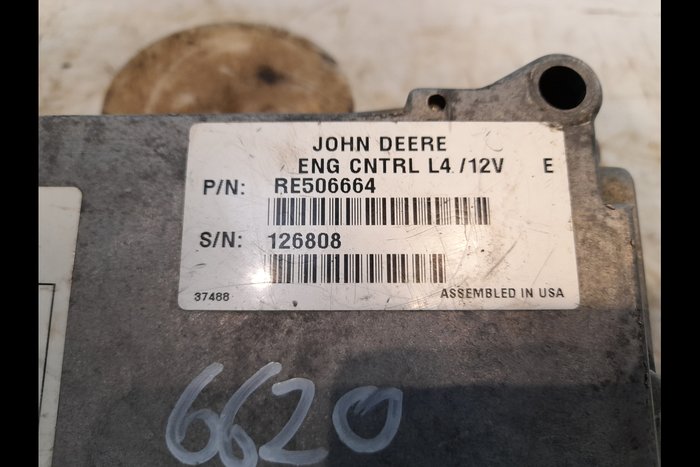 JOHN DEERE
ENG CNTRL L4 /12V E
P/N: RE506664
S/N: 126808
37488 ASSEMBLED IN USA
6620